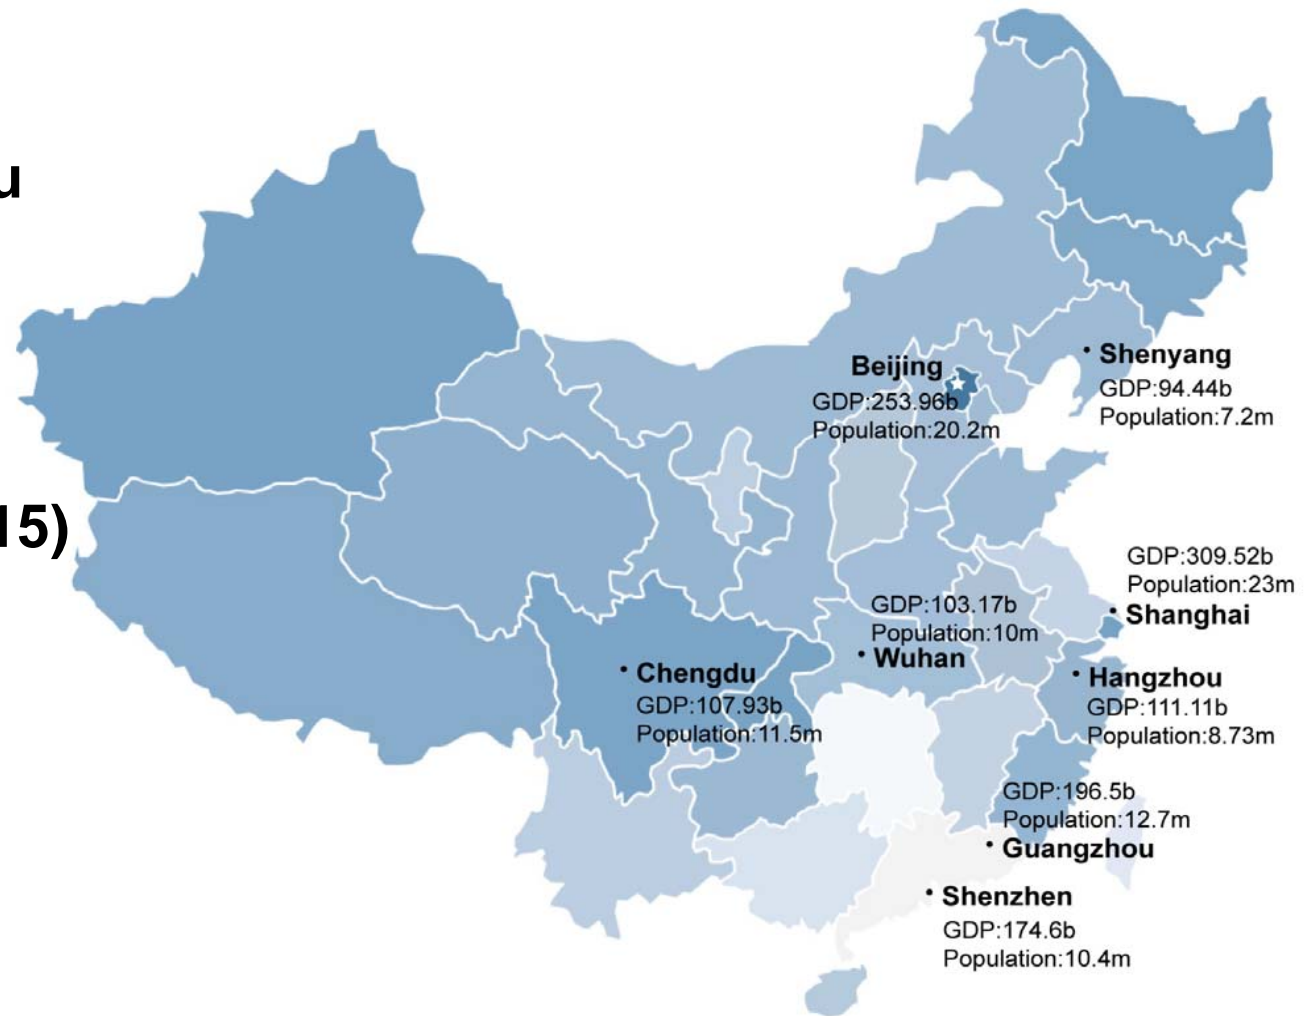 u
15)
Beijing
GDP:253.96b
Population:20.2m
Shenyang
GDP:94.44b
Population:7.2m
GDP:309.52b
Population:23m
Shanghai
GDP:103.17b
Population:10m
Wuhan
Chengdu
GDP:107.93b
Population:11.5m
Hangzhou
GDP:111.11b
Population:8.73m
GDP:196.5b
Population:12.7m
Guangzhou
Shenzhen
GDP:174.6b
Population:10.4m